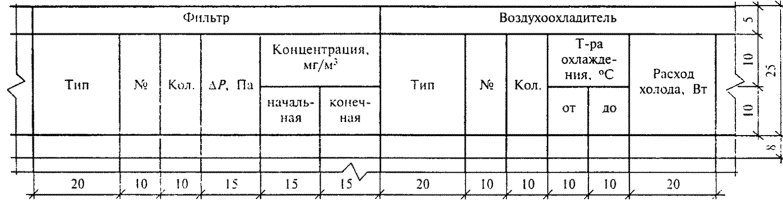 Фильтр Воздухоохладитель 5
Тип № Кол. ΔP, Па Концентрация, мг/м³ Тип № Кол. Т-ра охлажде-ния, °С Расход холода, Вт 10 25
началь-ная конеч-ная от до 10
8
20 10 10 15 15 15 20 10 10 10 10 20